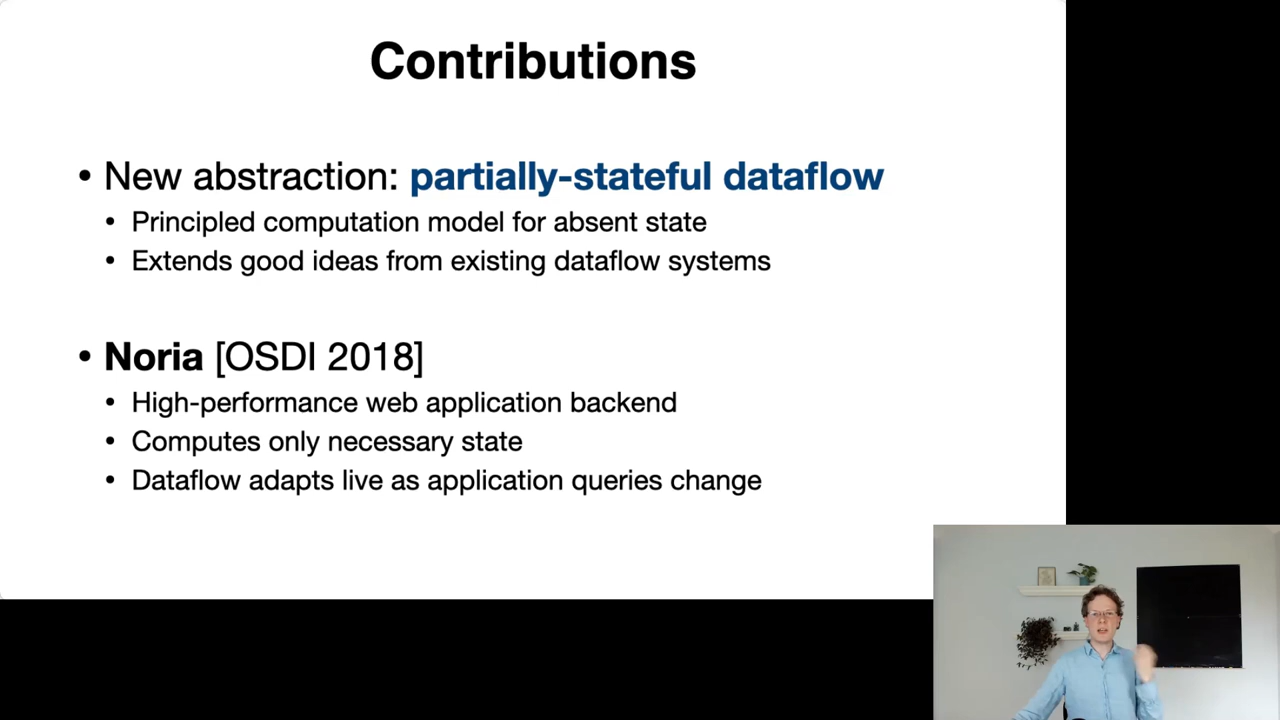 Contributions
• New abstraction: partially-stateful dataflow
• Principled computation model for absent state
• Extends good ideas from existing dataflow systems
• Noria [OSDI 2018]
• High-performance web application backend
• Computes only necessary state
• Dataflow adapts live as application queries change